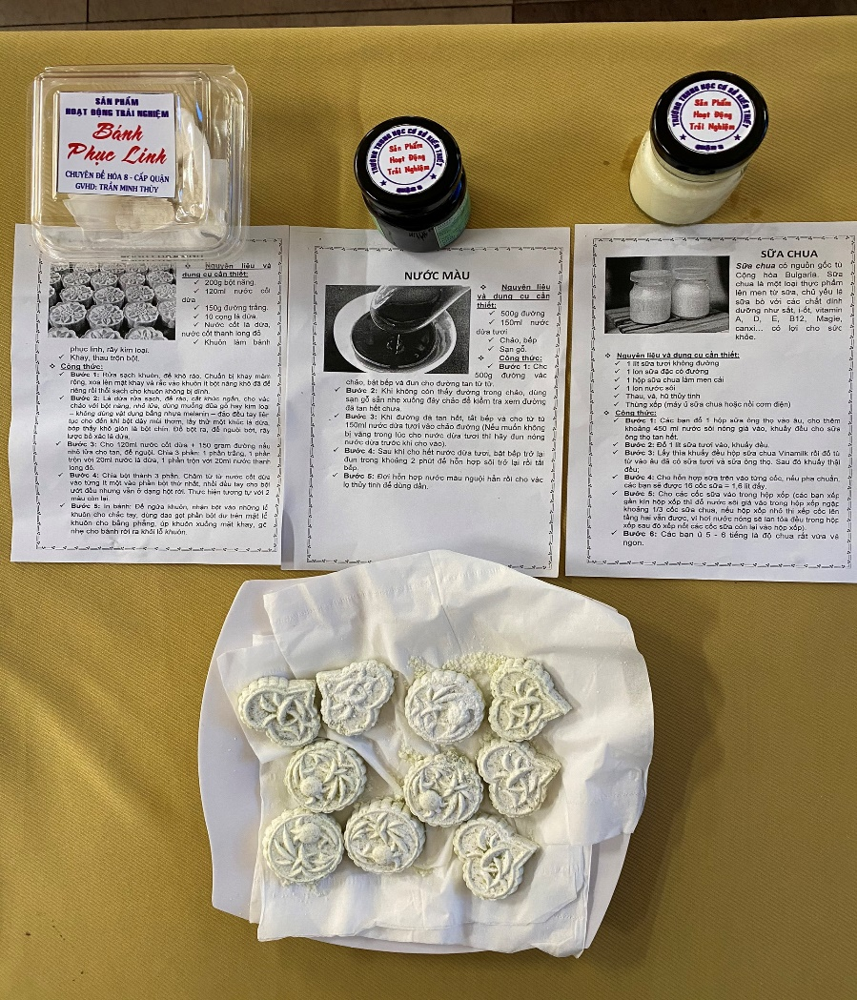 SẢN PHẨM
HOẠT ĐỘNG TRẢI NGHIỆM
Bánh
Phục Linh
CHUYÊN ĐỀ HÓA 8 - CẤP QUẬN
GVHD: TRẦN MINH THÚY
TRƯỜNG TRUNG HỌC CƠ SỞ KIẾN THIẾT
Sản Phẩm
Hoạt Động
Trải Nghiệm
TRƯỜNG TRUNG HỌC CƠ SỞ KIẾN THIẾT
Sản Phẩm
Hoạt Động
Trải Nghiệm
❖ Nguyên liệu và
dụng cụ cần thiết:
✓ 200g bột năng.
✓ 120ml nước cốt
dừa
✓ 150g đường trắng.
✓ 10 cọng lá dứa.
✓ Nước cốt lá dứa,
nước cốt thanh long đỏ
✓ Khuôn làm bánh
phục linh, rây kim loại.
✓ Khay, thau trộn bột.
❖ Công thức:
✓ Bước 1: Rửa sạch khuôn, để khô ráo. Chuẩn bị khay mâm
rộng, xoa lên mặt khay và rắc vào khuôn ít bột năng khô đã để
riêng rồi thổi sạch cho khuôn không bị dính.
✓ Bước 2: Lá dứa rửa sạch, để ráo, cắt khúc ngắn, cho vào
chảo với bột năng, nhỏ lửa, dùng muỗng đũa gỗ hay kim loại
– không dùng vật dụng bằng nhựa melanin – đảo đều tay liên
tục cho đến khi bột dậy mùi thơm, lấy thử một khúc lá dứa,
bóp thấy khô giòn là bột chín. Đổ bột ra, để nguội bớt, rây
lược bỏ xác lá dứa.
✓ Bước 3: Cho 120ml nước cốt dừa + 150 gram đường nấu
nhỏ lửa cho tan, để nguội. Chia 3 phần, 1 phần trắng, 1 phần
trộn với 20ml nước lá dứa, 1 phần trộn với 20ml nước thanh
long đỏ.
✓ Bước 4: Chia bột thành 3 phần. Chậm từ từ nước cốt dừa
vào từng ít một vào phần bột thứ nhất, nhồi đều tay cho bột
ướt đều nhưng vẫn ở dạng hột rời. Thực hiện tương tự với 2
màu còn lại.
✓ Bước 5: In bánh: Để ngửa khuôn, nhận bột vào những lỗ
khuôn cho chắc tay, dùng dao gọt phần bột dư trên mặt lỗ
khuôn cho bằng phẳng, úp khuôn xuống mặt khay, gõ
nhẹ cho bánh rời ra khỏi lỗ khuôn.
NƯỚC MÀU
❖ Nguyên liệu
và dụng cụ cần
thiết:
✓ 500g đường
✓ 150ml nước
dừa tươi
✓ Chảo, bếp
✓ Sạn gỗ.
❖ Công thức:
✓ Bước 1: Cho
500g đường vào
chảo, bật bếp và đun cho đường tan từ từ.
✓ Bước 2: Khi không còn thấy đường trong chảo, dùng
sạn gỗ sẩn nhẹ xuống đáy chảo để kiểm tra xem đường
đã tan hết chưa.
✓ Bước 3: Khi đường đã tan hết, tắt bếp và cho từ từ
150ml nước dừa tươi vào chảo đường (Nếu muốn không
bị văng trong lúc cho nước dừa tươi thì hãy đun nóng
nước dừa trước khi cho vào).
✓ Bước 4: Sau khi cho hết nước dừa tươi, bật bếp trở lại
đun trong khoảng 2 phút để hỗn hợp sôi trở lại rồi tắt
bếp.
✓ Bước 5: Đợi hỗn hợp nước màu nguội hẳn rồi cho vào
lọ thủy tinh để dùng dần.
SỮA CHUA
Sữa chua có nguồn gốc từ
Cộng hòa Bulgaria. Sữa
chua là một loại thực phẩm
lên men từ sữa, chủ yếu là
sữa bò với các chất dinh
dưỡng như sắt, i-ốt, vitamin
A, D, E, B12, Magie,
canxi... có lợi cho sức
khỏe.
❖ Nguyên liệu và dụng cụ cần thiết:
✓ 1 lít sữa tươi không đường
✓ 1 lon sữa đặc có đường
✓ 1 hộp sữa chua làm men cái
✓ 1 lon nước sôi
✓ Thau, vá, hũ thủy tinh
✓ Thùng xốp (máy ủ sữa chua hoặc nồi cơm điện)
❖ Công thức:
✓ Bước 1: Các bạn đổ 1 hộp sữa ông thọ vào âu, cho thêm
khoảng 450 ml nước sôi nóng già vào, khuấy đều cho sữa
ông thọ tan hết.
✓ Bước 2: Đổ 1 lít sữa tươi vào, khuấy đều.
✓ Bước 3: Lấy thìa khuấy đều hộp sữa chua Vinamilk rồi đổ từ
từ vào âu đã có sữa tươi và sữa ông thọ. Sau đó khuấy thật
đều;
✓ Bước 4: Cho hỗn hợp sữa trên vào từng cốc, nếu pha chuẩn,
các bạn sẽ được 16 cốc sữa = 1,6 lít đấy.
✓ Bước 5: Cho các cốc sữa vào trong hộp xốp (các bạn xếp
gần kín hộp xốp thì đổ nước sôi già vào trong hộp xốp ngập
khoảng 1/3 cốc sữa chua, nếu hộp xốp nhỏ thì xếp cốc lên
tầng hai vẫn được, vì hơi nước nóng sẽ lan tỏa đều trong hộp
xốp sau đó xếp nốt các cốc sữa còn lại vào hộp xốp).
✓ Bước 6: Các bạn ủ 5 - 6 tiếng là độ chua rất vừa và
ngon.